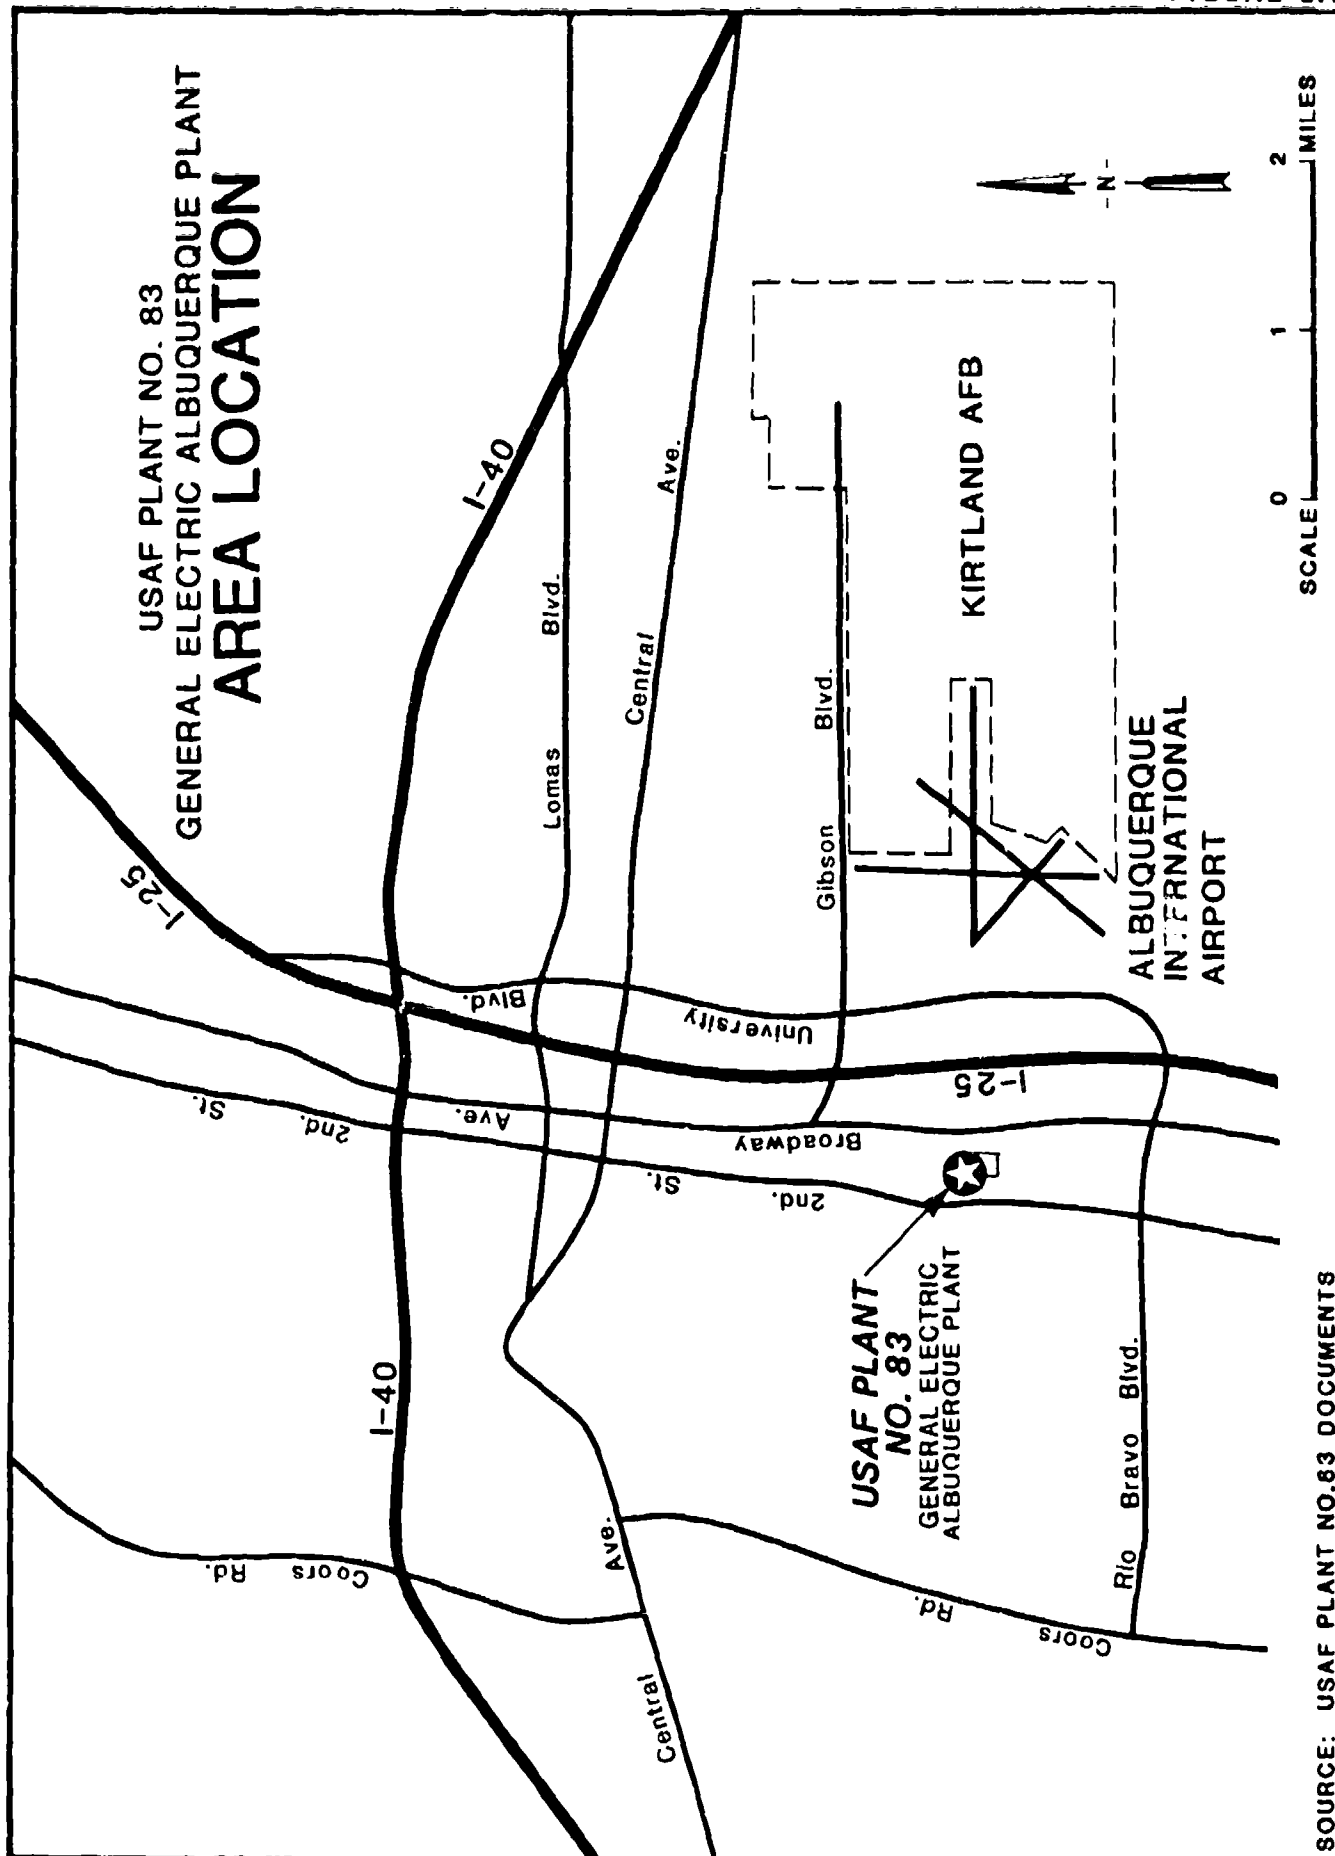 USAF PLANT NO. 83
GENERAL ELECTRIC ALBUQUERQUE PLANT
AREA LOCATION
I-25
I-40
I-40
Coors Rd.
2nd. St.
Blvd.
Ave.
Lomas Blvd.
Central Ave.
Central Ave.
University
2nd. St.
Broadway
Gibson Blvd.
USAF PLANT
NO. 83
GENERAL ELECTRIC
ALBUQUERQUE PLANT
I-25
KIRTLAND AFB
Coors Rd.
Rio Bravo Blvd.
ALBUQUERQUE
INTERNATIONAL
AIRPORT
-N-
SCALE 0 1 2 MILES
SOURCE: USAF PLANT NO.83 DOCUMENTS